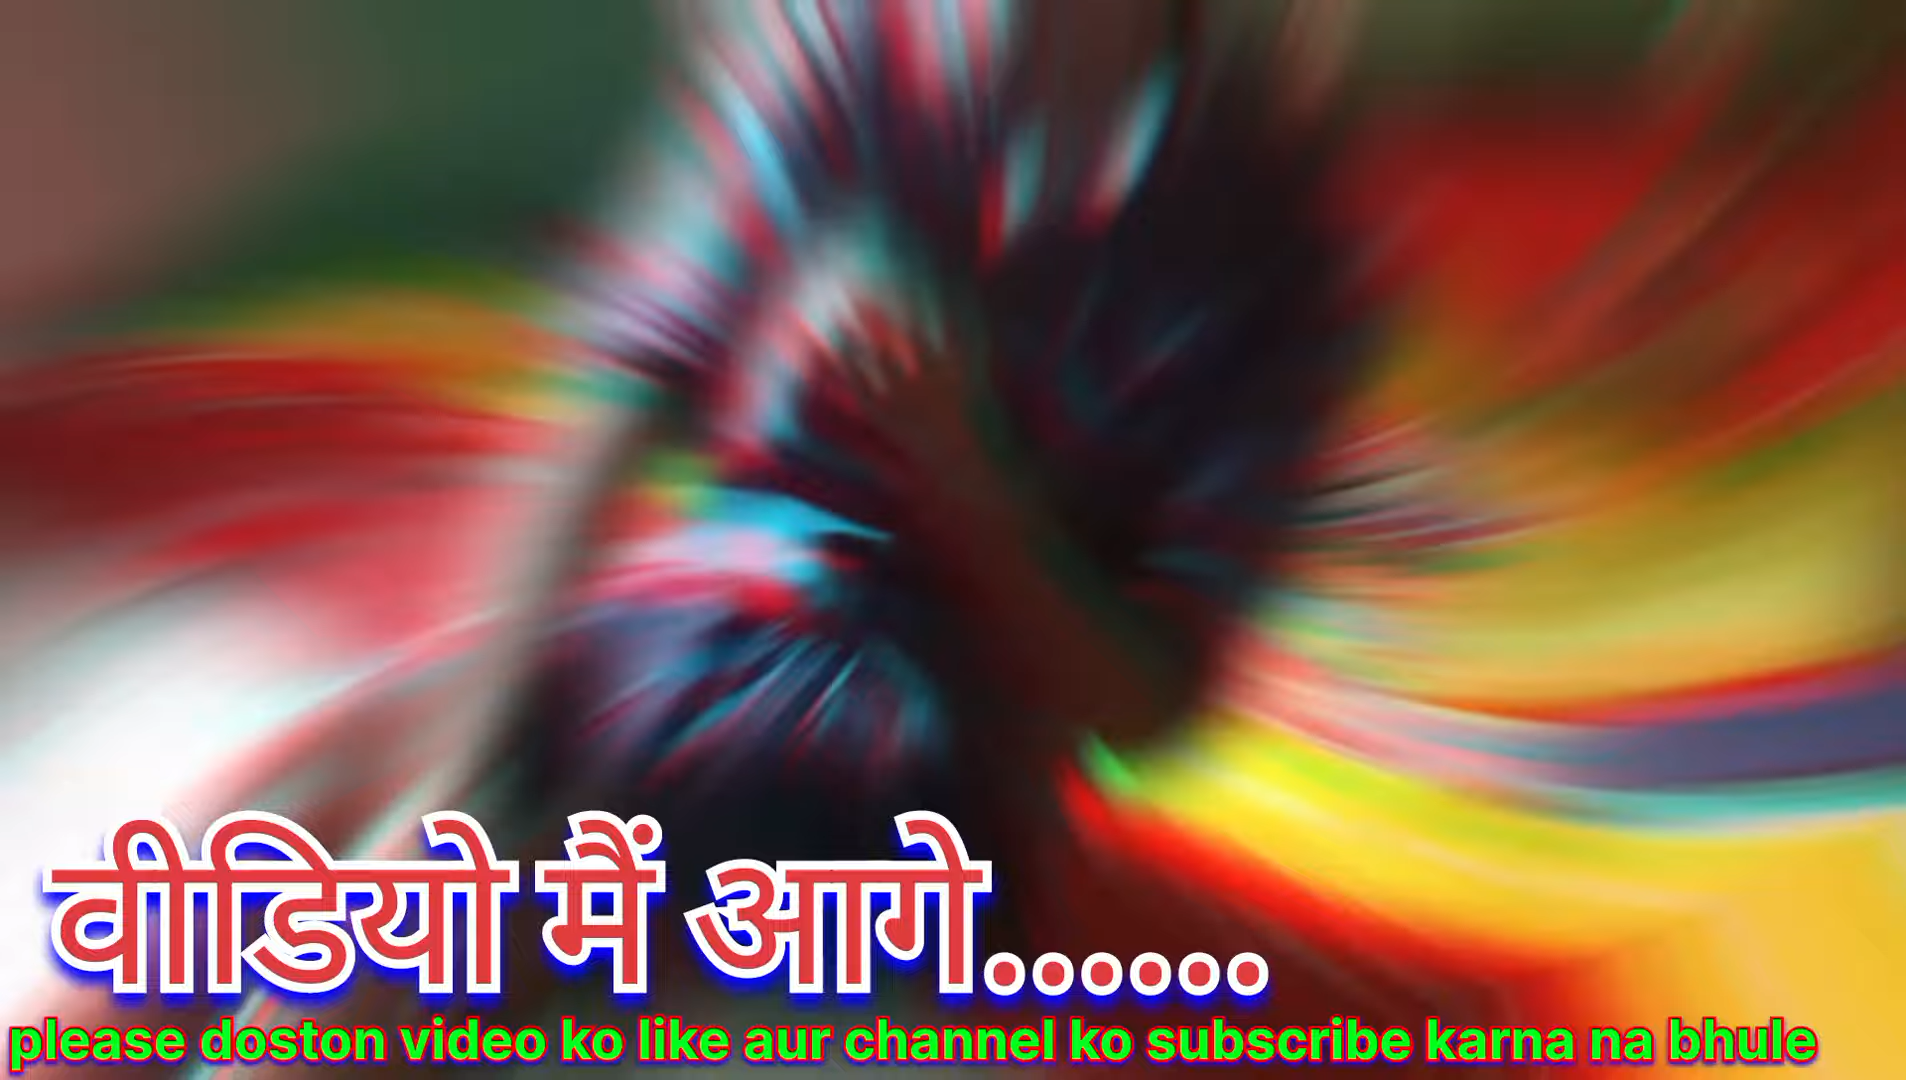 वीडियो मैं आगे......
please doston video ko like aur channel ko subscribe karna na bhule